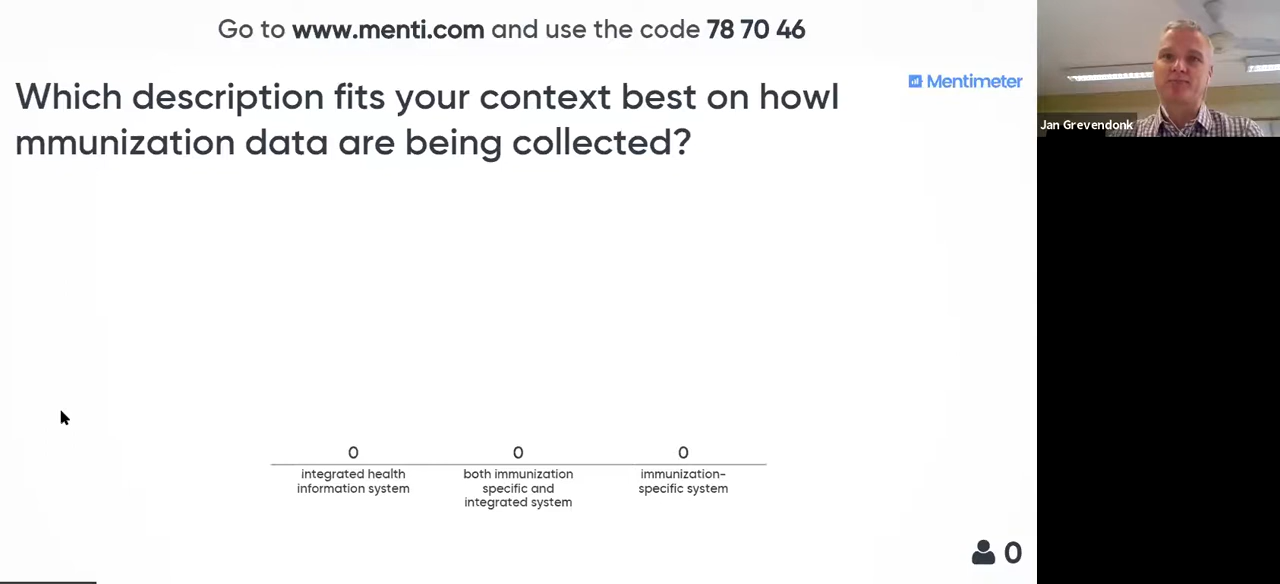 Go to www.menti.com and use the code 78 70 46
Mentimeter
Which description fits your context best on howI
mmunization data are being collected?
Jan Grevendonk
0
integrated health
information system
0
both immunization
specific and
integrated system
0
immunization-
specific system
0